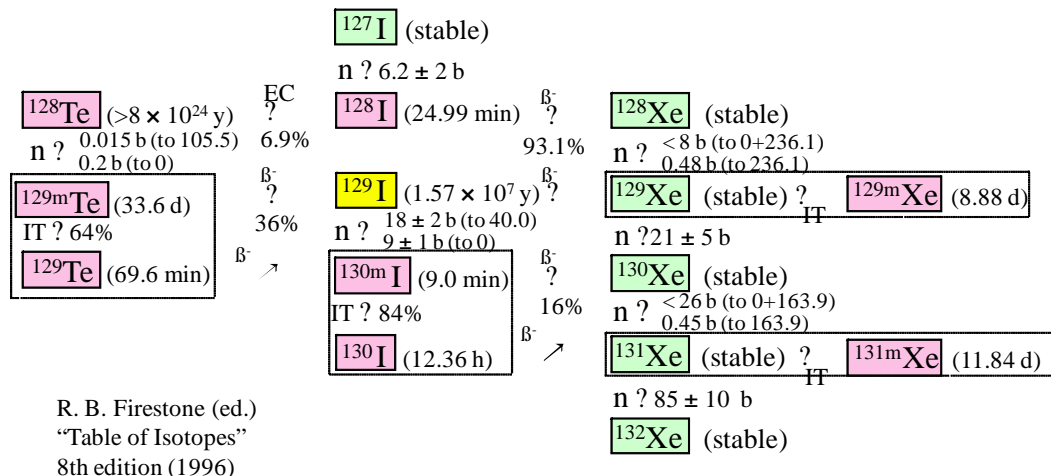 ¹²⁷I (stable)
n ? 6.2 ± 2 b
¹²⁸Te (>8 × 10²⁴ y)
0.015 b (to 105.5)
n ? 0.2 b (to 0)
EC
?
6.9%
¹²⁸I (24.99 min)
ß⁻
?
93.1%
¹²⁸Xe (stable)
n ? <8 b (to 0+236.1)
0.48 b (to 236.1)
¹²⁹ᵐTe (33.6 d)
IT ? 64%
¹²⁹Te (69.6 min)
ß⁻
?
36%
ß⁻ ↗
¹²⁹I (1.57 × 10⁷ y)
ß⁻
?
18 ± 2 b (to 40.0)
n ? 9 ± 1 b (to 0)
¹²⁹Xe (stable) ? ¹²⁹ᵐXe (8.88 d)
IT
n ?21 ± 5 b
¹³⁰ᵐI (9.0 min)
IT ? 84%
¹³⁰I (12.36 h)
ß⁻
?
16%
ß⁻ ↗
¹³⁰Xe (stable)
n ? <26 b (to 0+163.9)
0.45 b (to 163.9)
¹³¹Xe (stable) ? ¹³¹ᵐXe (11.84 d)
IT
n ? 85 ± 10 b
¹³²Xe (stable)
R. B. Firestone (ed.)
“Table of Isotopes”
8th edition (1996)